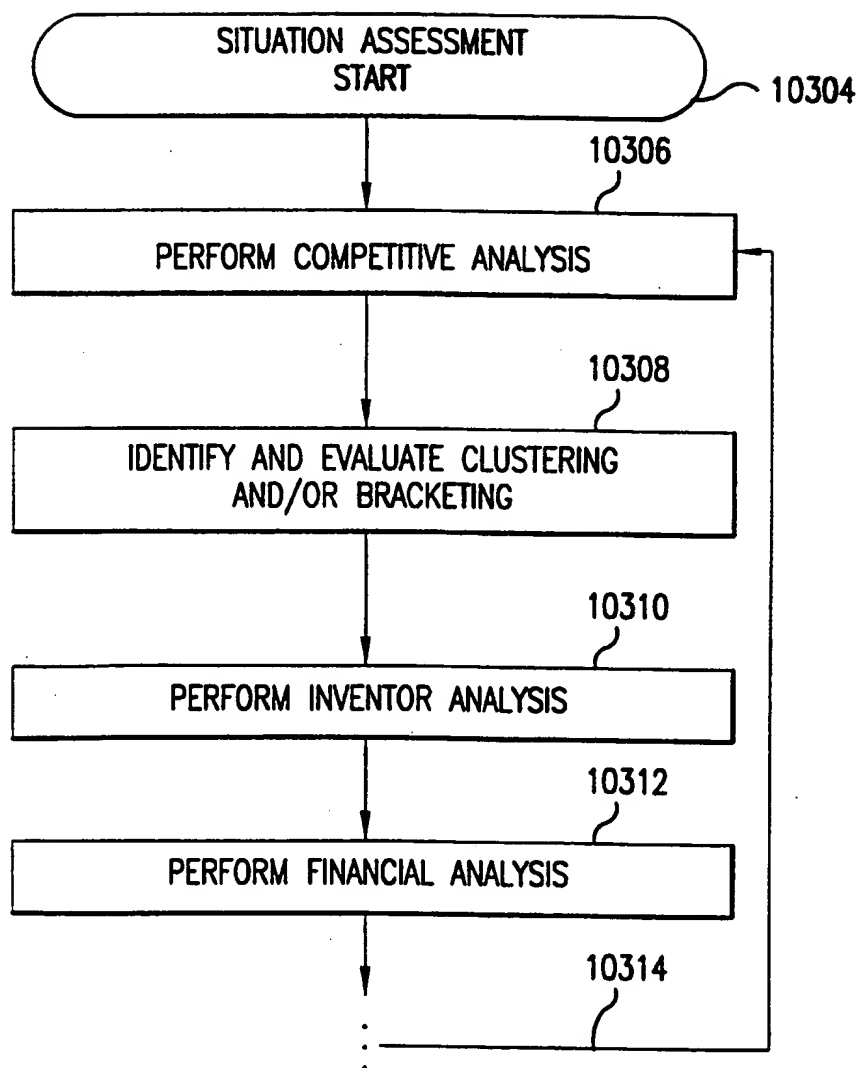 SITUATION ASSESSMENT
START
10304
10306
PERFORM COMPETITIVE ANALYSIS
10308
IDENTIFY AND EVALUATE CLUSTERING
AND/OR BRACKETING
10310
PERFORM INVENTOR ANALYSIS
10312
PERFORM FINANCIAL ANALYSIS
10314